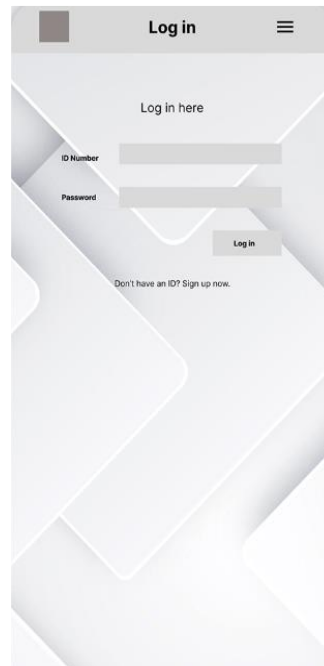 Log in
Log in here
ID Number
Password
Log in
Don't have an ID? Sign up now.